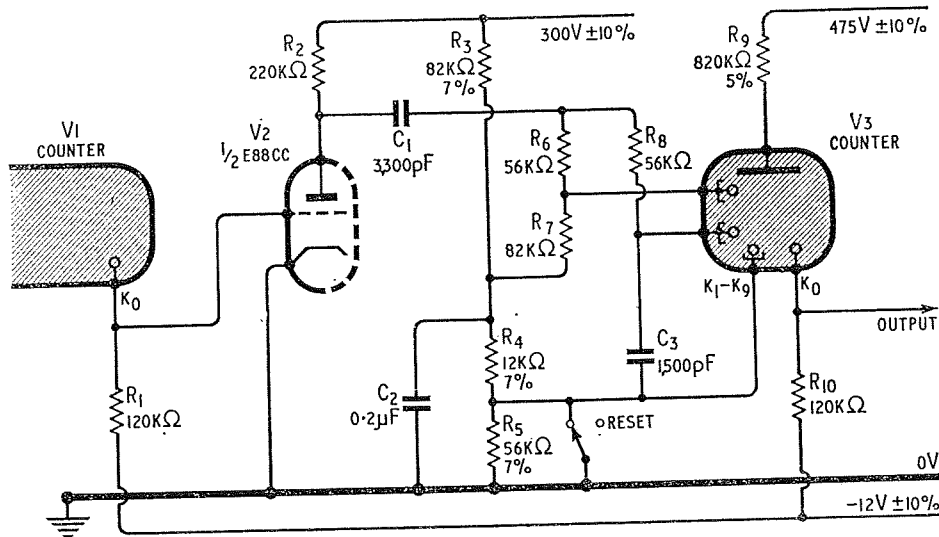 300V ±10%
475V ±10%
R2
220KΩ
R3
82KΩ
7%
R9
820KΩ
5%
V1
COUNTER
V2
½ E88CC
C1
3,300pF
R6
56KΩ
R8
56KΩ
V3
COUNTER
R7
82KΩ
K0
K1-K9
K0
OUTPUT
R1
120KΩ
C2
0·2µF
R4
12KΩ
7%
C3
1,500pF
R5
56KΩ
7%
RESET
R10
120KΩ
0V
-12V ±10%